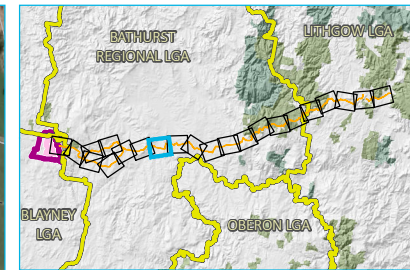 BATHURST
REGIONAL LGA
LITHGOW LGA
BLAYNEY
LGA
OBERON LGA